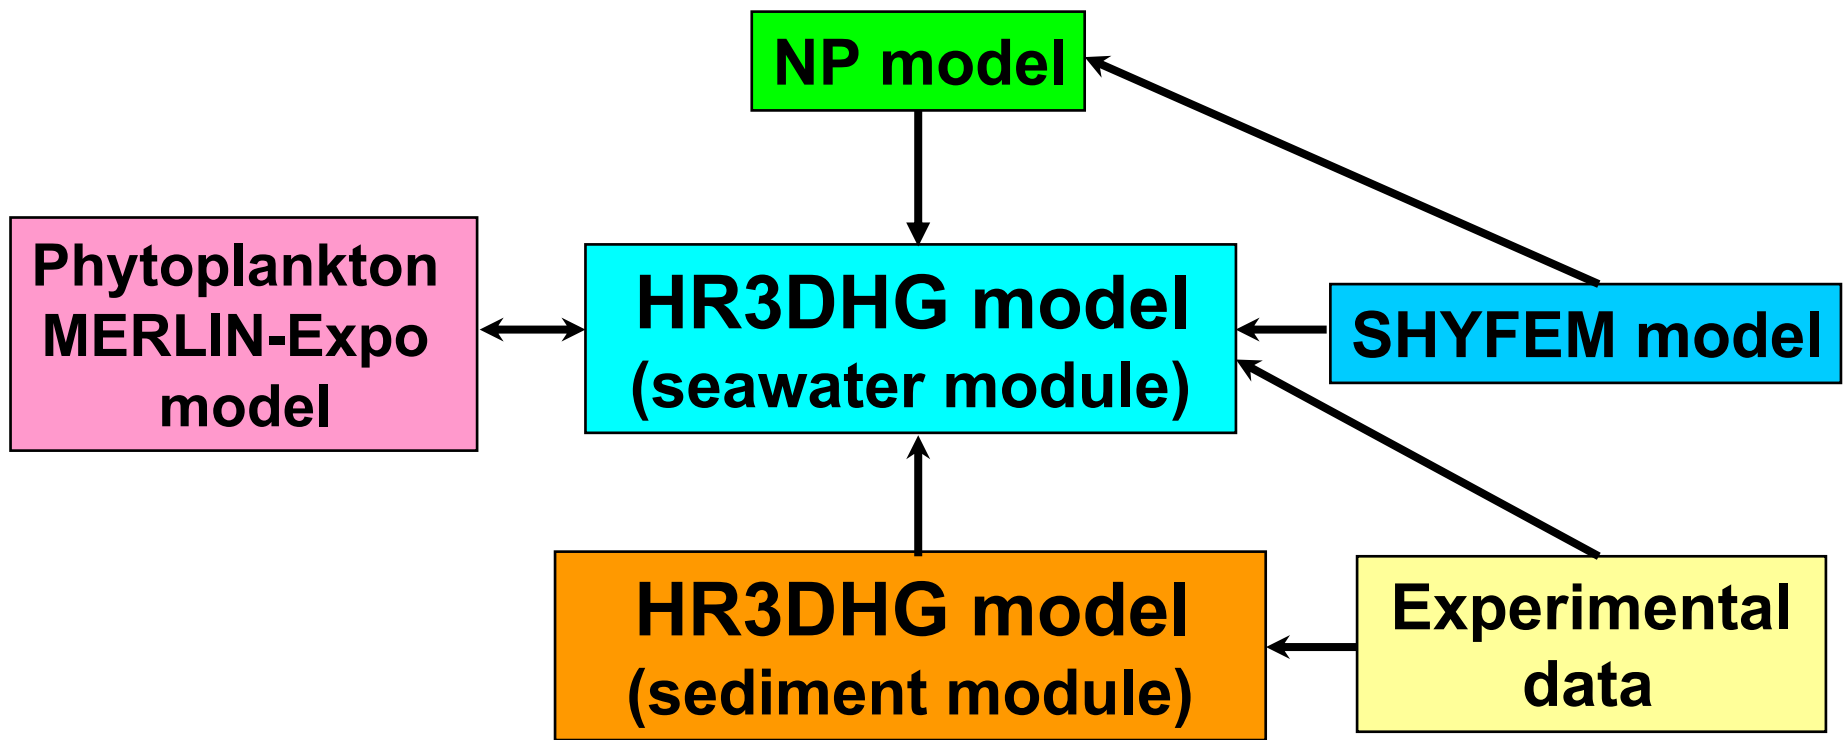 NP model
Phytoplankton
MERLIN-Expo
model
HR3DHG model
(seawater module)
SHYFEM model
HR3DHG model
(sediment module)
Experimental
data